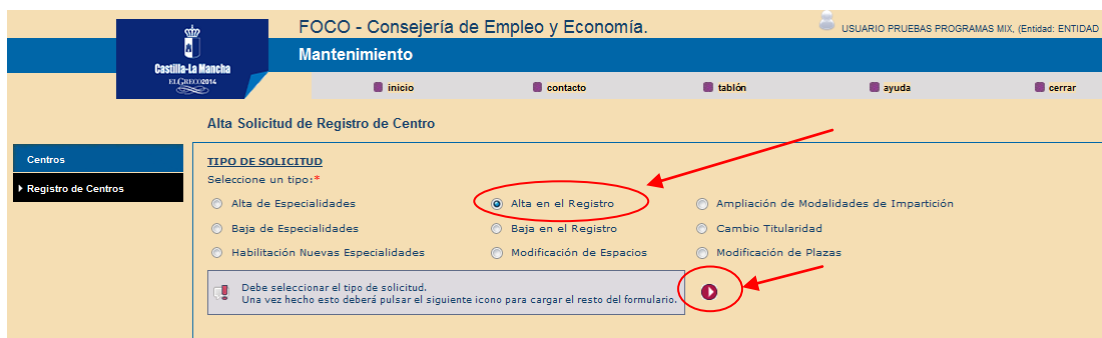 FOCO - Consejería de Empleo y Economía.
USUARIO PRUEBAS PROGRAMAS MIX, (Entidad: ENTIDAD
Mantenimiento
Castilla-La Mancha
EL GRECO2014
inicio contacto tablón ayuda cerrar
Alta Solicitud de Registro de Centro
Centros
Registro de Centros
TIPO DE SOLICITUD
Seleccione un tipo:*
Alta de Especialidades Alta en el Registro Ampliación de Modalidades de Impartición
Baja de Especialidades Baja en el Registro Cambio Titularidad
Habilitación Nuevas Especialidades Modificación de Espacios Modificación de Plazas
Debe seleccionar el tipo de solicitud.
Una vez hecho esto deberá pulsar el siguiente icono para cargar el resto del formulario.